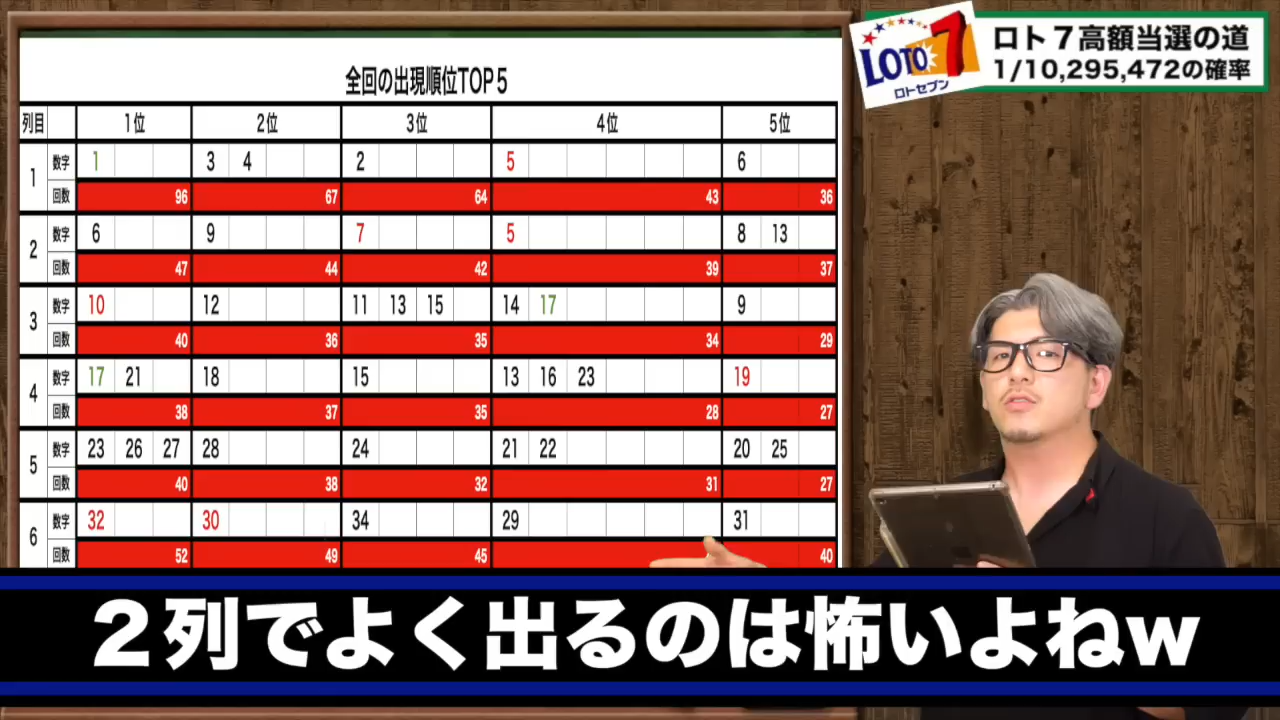 LOTO 7
ロトセブン
ロト7高額当選の道
1/10,295,472の確率
全回の出現順位TOP5
列目 1位 2位 3位 4位 5位
1 数字 1 3 4 2 5 6
回数 96 67 64 43 36
2 数字 6 9 7 5 8 13
回数 47 44 42 39 37
3 数字 10 12 11 13 15 14 17 9
回数 40 36 35 34 29
4 数字 17 21 18 15 13 16 23 19
回数 38 37 35 28 27
5 数字 23 26 27 28 24 21 22 20 25
回数 40 38 32 31 27
6 数字 32 30 34 29 31
回数 52 49 45 40
2列でよく出るのは怖いよねw